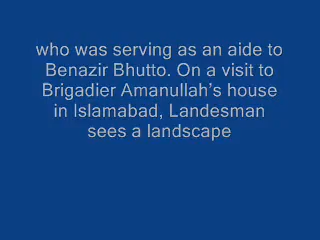 who was serving as an aide to
Benazir Bhutto. On a visit to
Brigadier Amanullah's house
in Islamabad, Landesman
sees a landscape